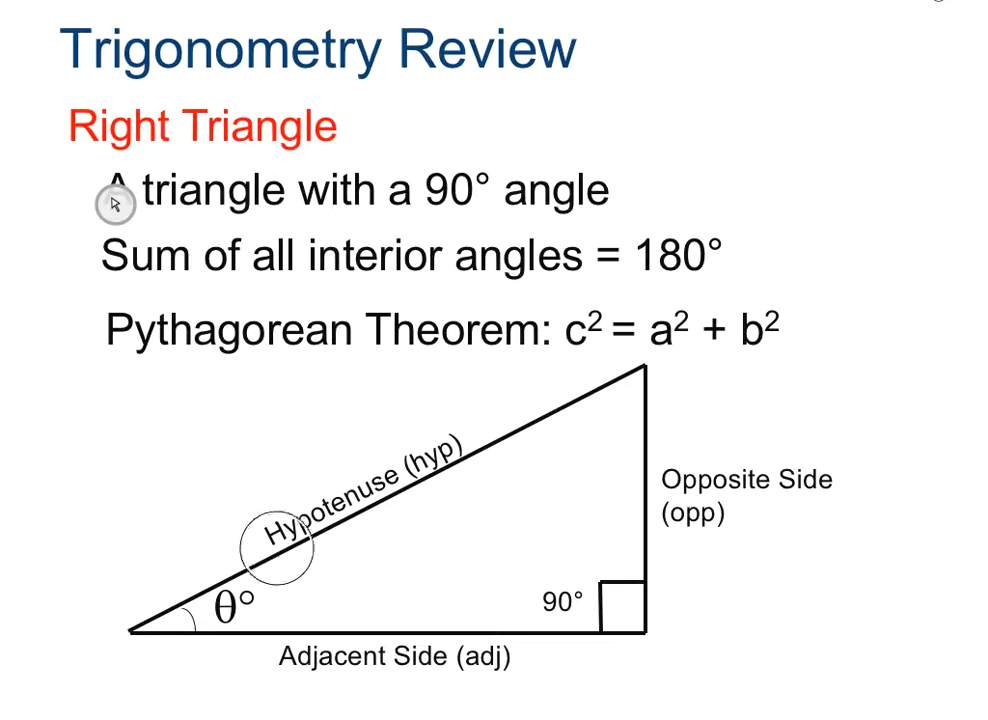 Trigonometry Review
Right Triangle
A triangle with a 90° angle
Sum of all interior angles = 180°
Pythagorean Theorem: c² = a² + b²
Hypotenuse (hyp)
Opposite Side
(opp)
θ°
90°
Adjacent Side (adj)